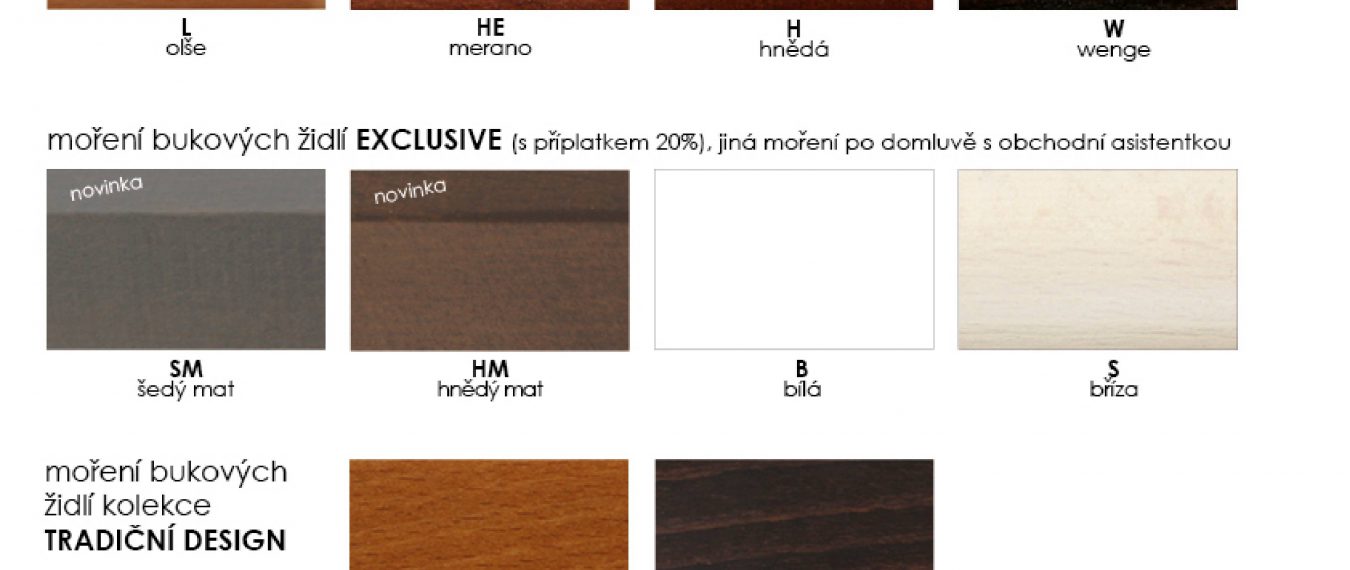 L
olše
HE
merano
H
hnědá
W
wenge
moření bukových židlí EXCLUSIVE (s příplatkem 20%), jiná moření po domluvě s obchodní asistentkou
novinka
novinka
SM
šedý mat
HM
hnědý mat
B
bílá
S
bříza
moření bukových
židlí kolekce
TRADIČNÍ DESIGN